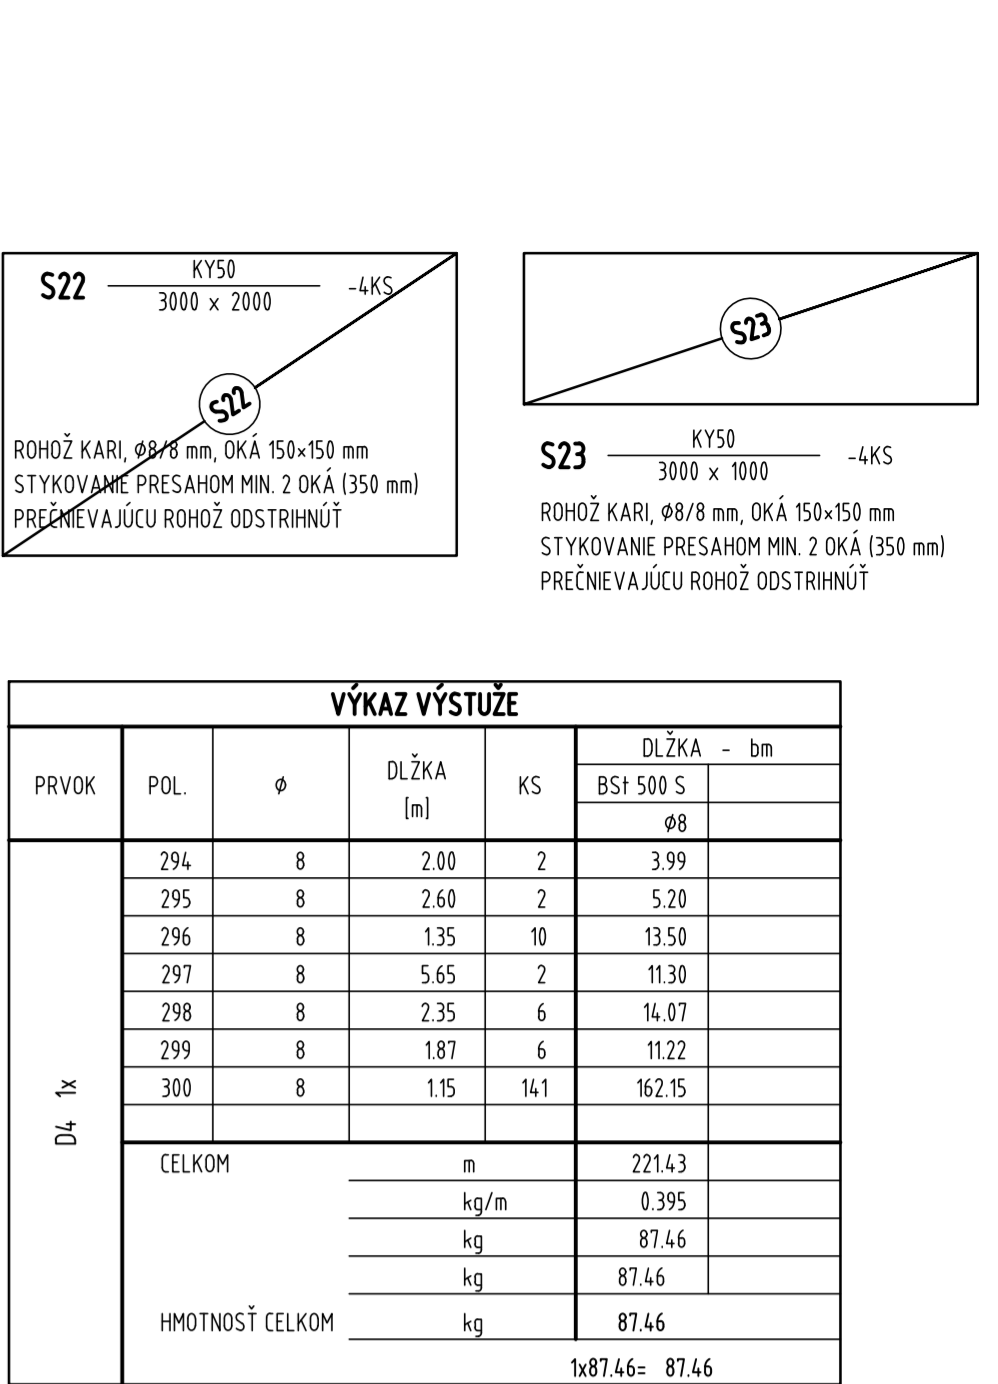 S22 KY50 -4KS
3000 x 2000
S22
ROHOŽ KARI, Ø8/8 mm, OKÁ 150×150 mm
STYKOVANIE PRESAHOM MIN. 2 OKÁ (350 mm)
PREČNIEVAJÚCU ROHOŽ ODSTRIHNÚŤ
S23
S23 KY50 -4KS
3000 x 1000
ROHOŽ KARI, Ø8/8 mm, OKÁ 150×150 mm
STYKOVANIE PRESAHOM MIN. 2 OKÁ (350 mm)
PREČNIEVAJÚCU ROHOŽ ODSTRIHNÚŤ
VÝKAZ VÝSTUŽE
PRVOK POL. Ø DLŽKA [m] KS DLŽKA - bm
BSt 500 S
Ø8
D4 1x
294 8 2.00 2 3.99
295 8 2.60 2 5.20
296 8 1.35 10 13.50
297 8 5.65 2 11.30
298 8 2.35 6 14.07
299 8 1.87 6 11.22
300 8 1.15 141 162.15
CELKOM m 221.43
kg/m 0.395
kg 87.46
kg 87.46
HMOTNOSŤ CELKOM kg 87.46
1x87.46= 87.46